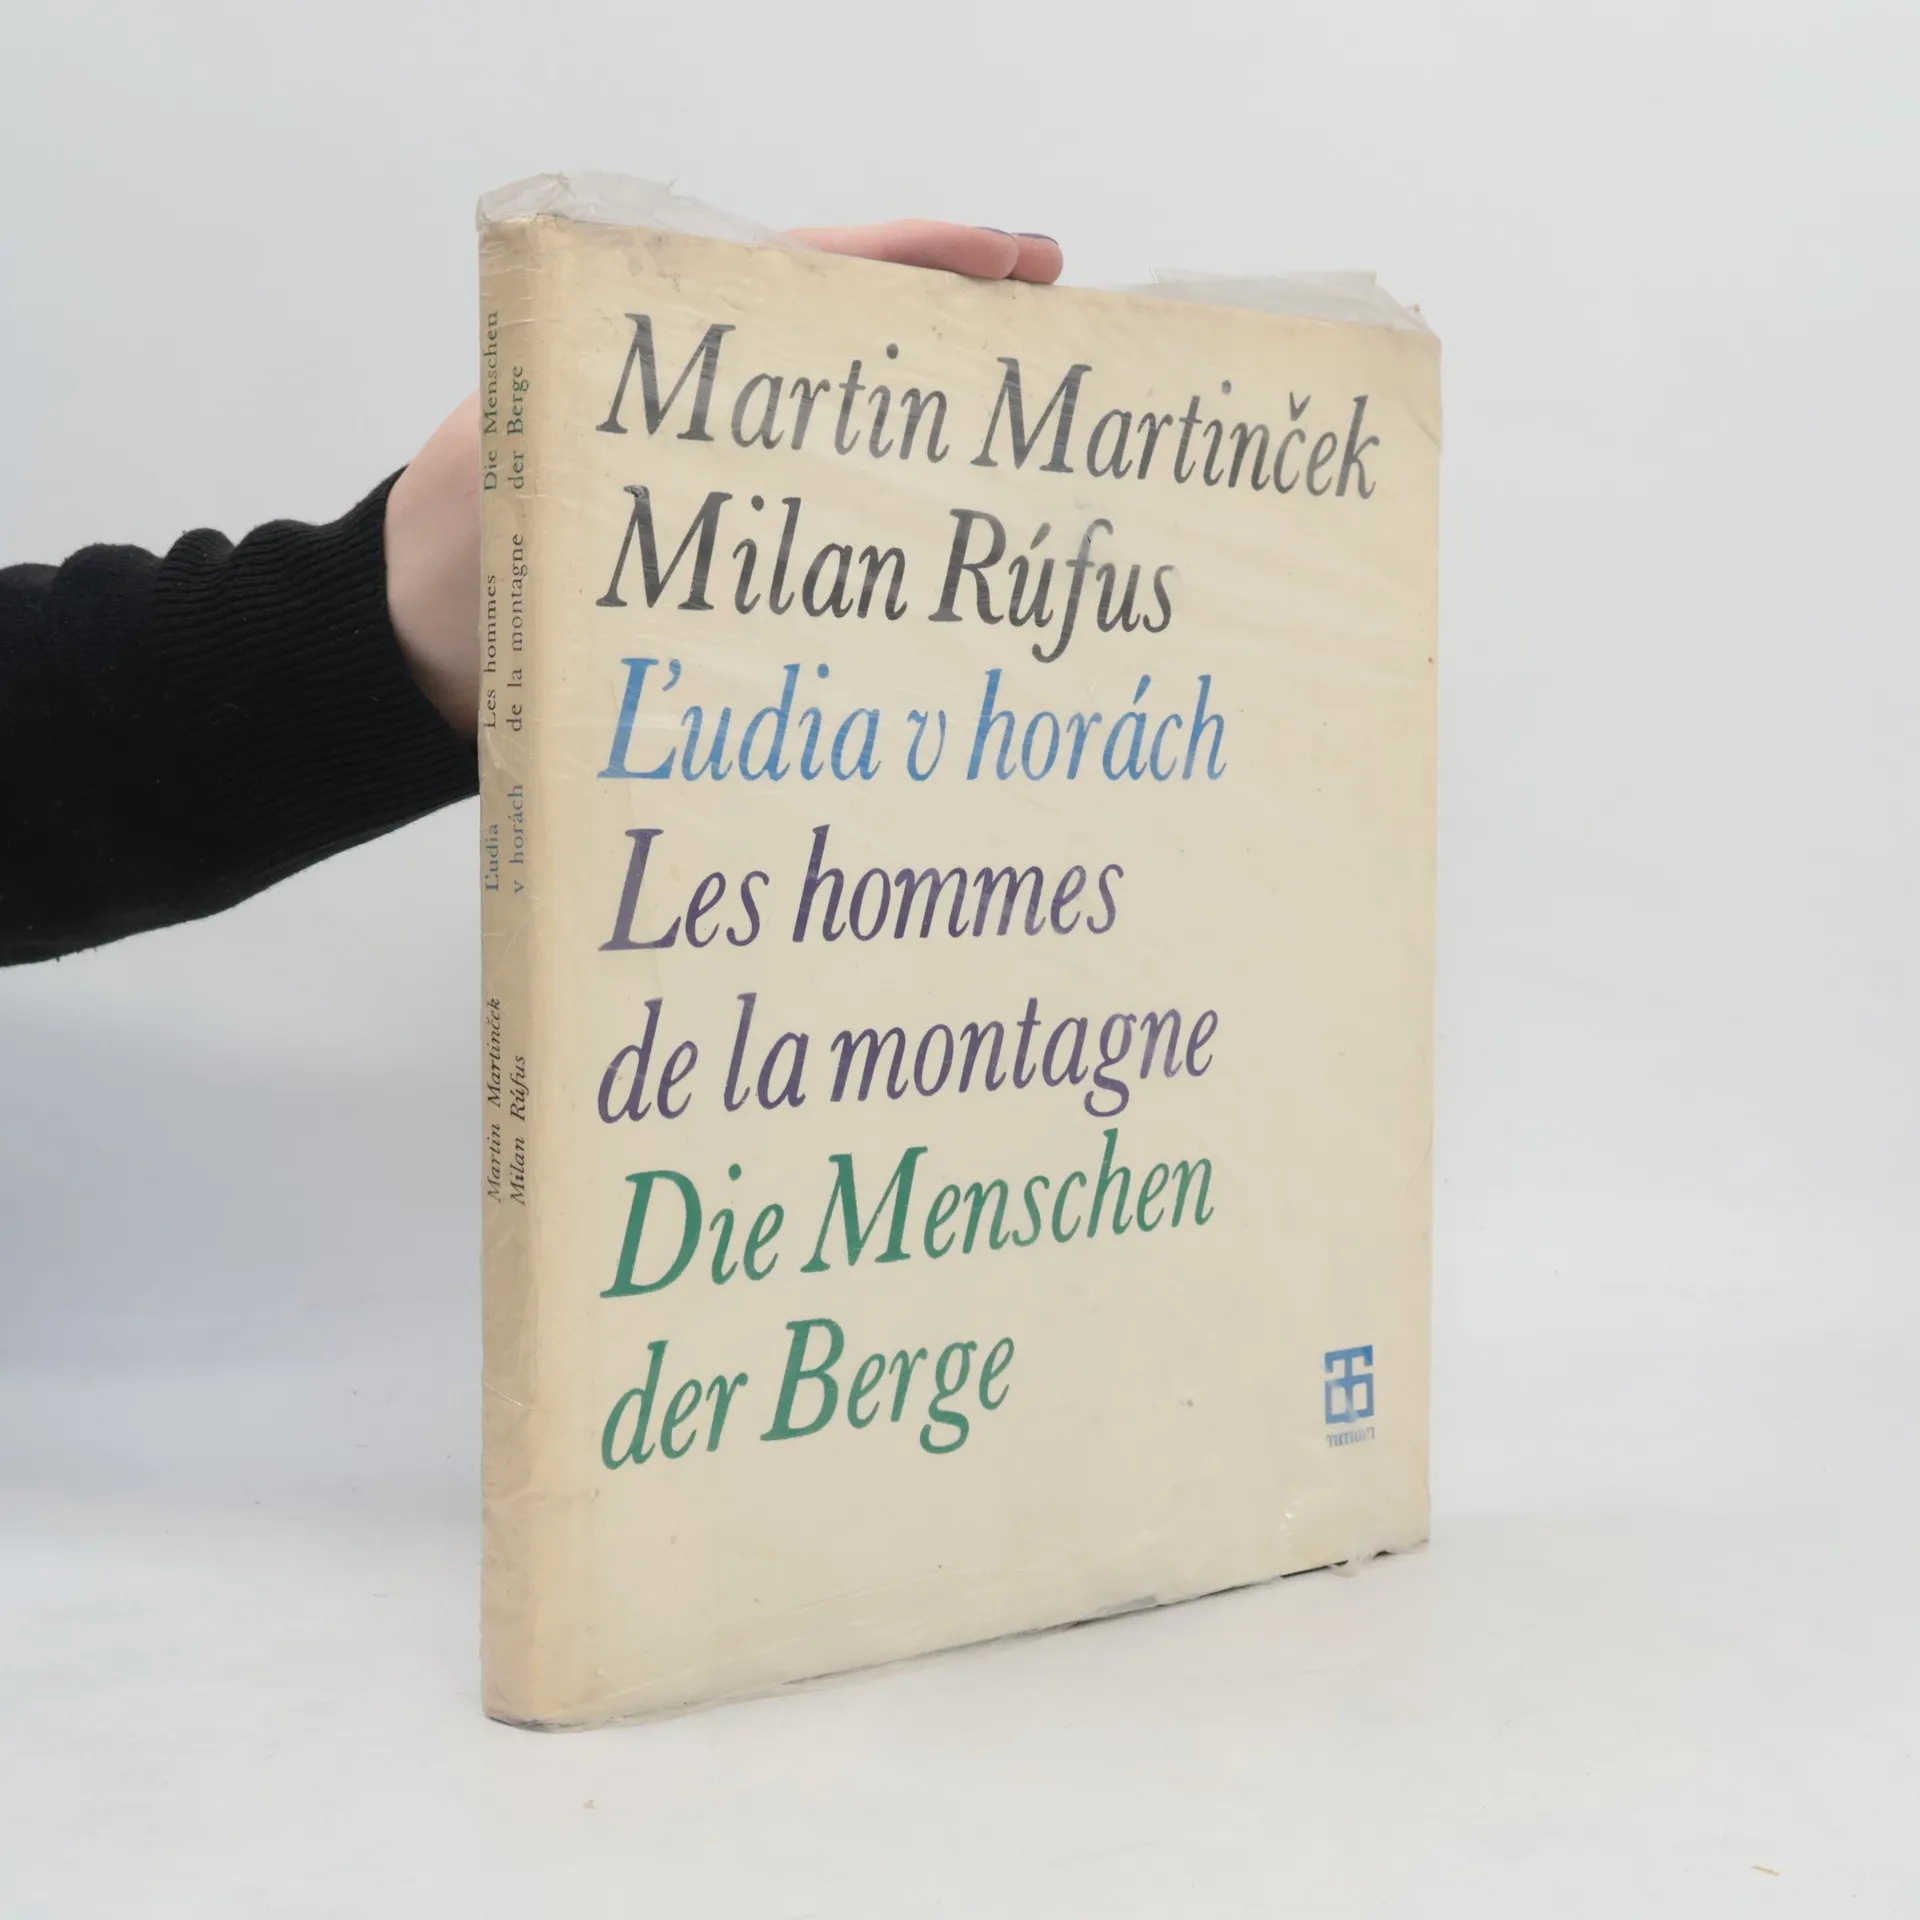 Martin Martinček
Milan Rúfus
Ľudia v horách
Les hommes
de la montagne
Die Menschen
der Berge
Martin Martinček
Milan Rúfus
Ľudia
v horách
Les hommes
de la montagne
Die Menschen
der Berge